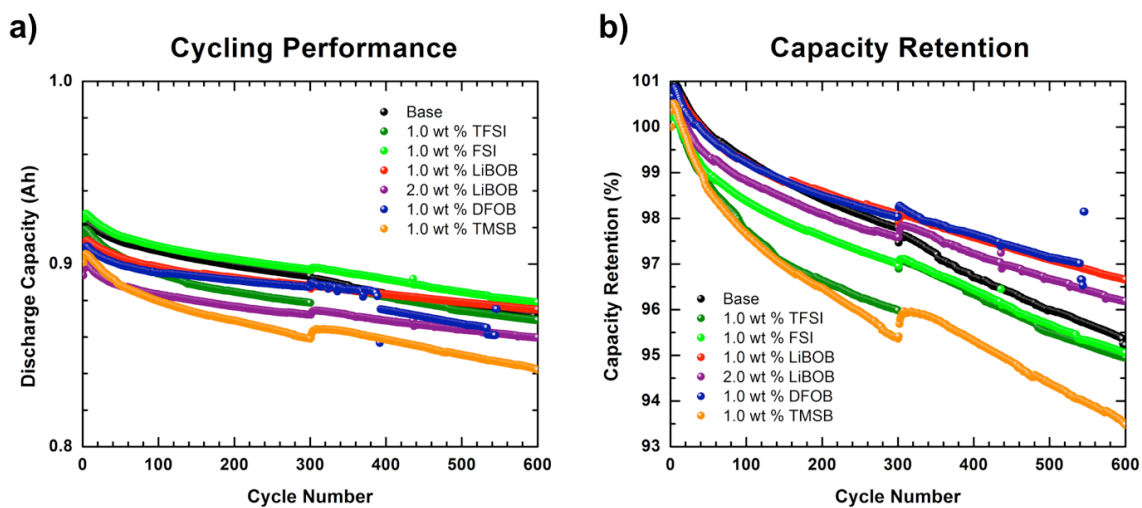 a)
Cycling Performance
1.0
0.9
0.8
Discharge Capacity (Ah)
Base
1.0 wt % TFSI
1.0 wt % FSI
1.0 wt % LiBOB
2.0 wt % LiBOB
1.0 wt % DFOB
1.0 wt % TMSB
0 100 200 300 400 500 600
Cycle Number
b)
Capacity Retention
101
100
99
98
97
96
95
94
93
Capacity Retention (%)
Base
1.0 wt % TFSI
1.0 wt % FSI
1.0 wt % LiBOB
2.0 wt % LiBOB
1.0 wt % DFOB
1.0 wt % TMSB
0 100 200 300 400 500 600
Cycle Number